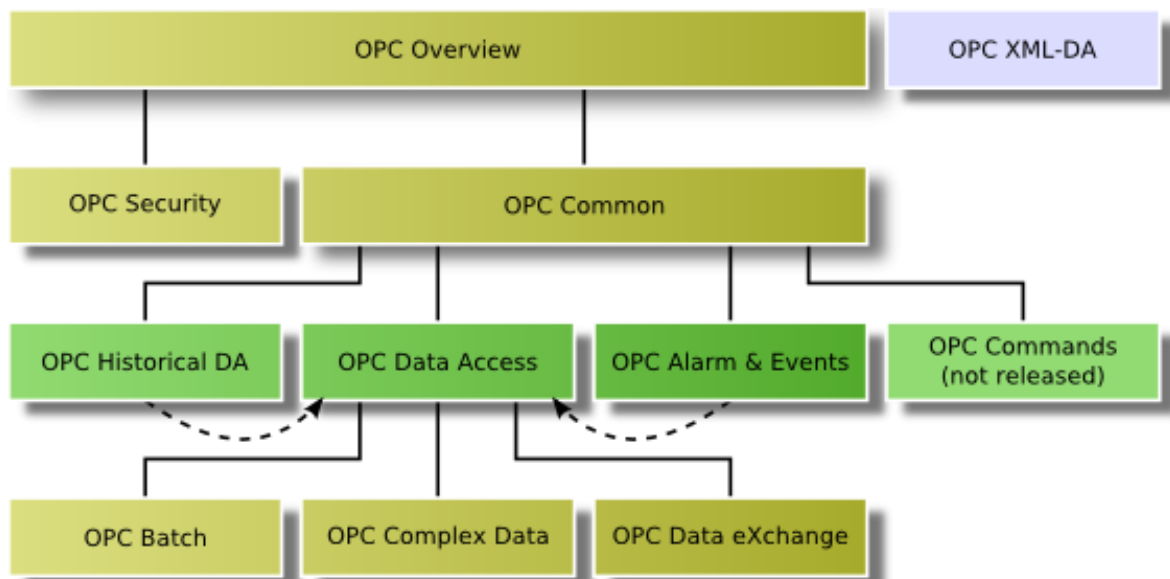 OPC Overview
OPC XML-DA
OPC Security
OPC Common
OPC Historical DA
OPC Data Access
OPC Alarm & Events
OPC Commands
(not released)
OPC Batch
OPC Complex Data
OPC Data eXchange